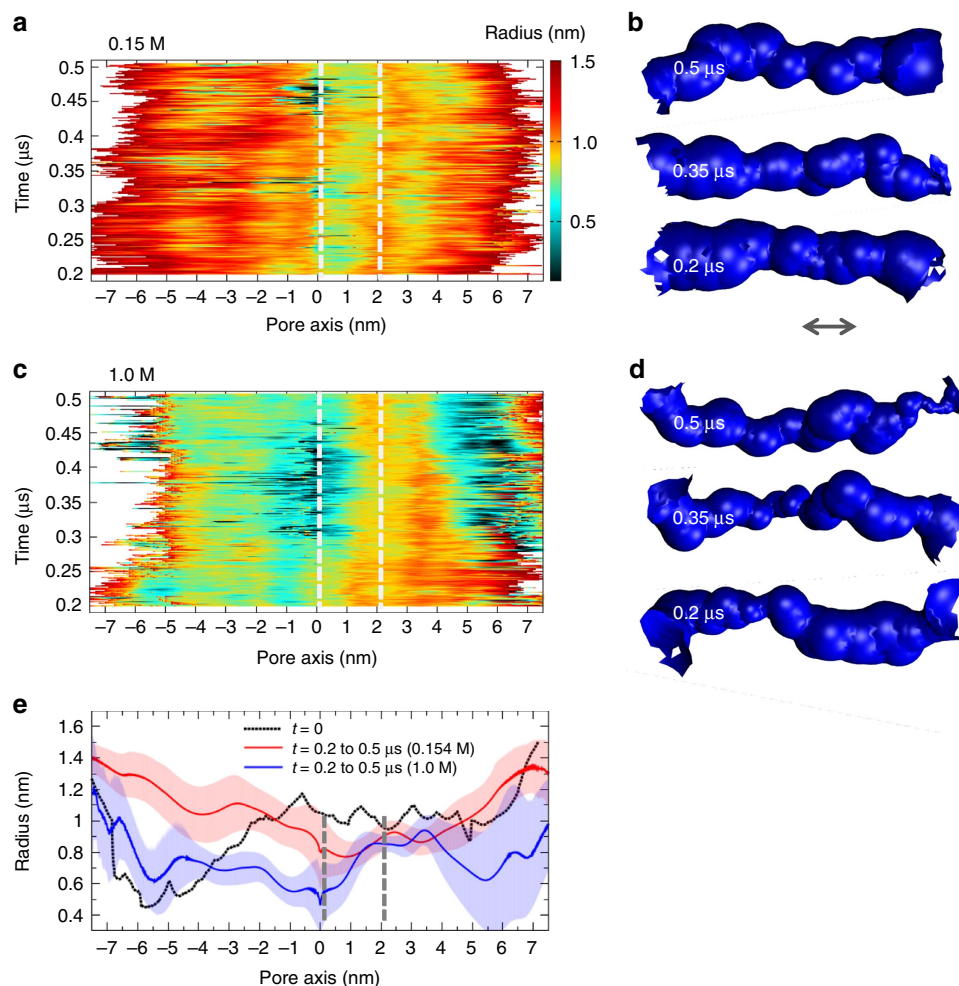 a
0.15 M
Radius (nm)
b
0.5
0.45
0.4
0.35
0.3
0.25
0.2
Time (μs)
1.5
1.0
0.5
–7 –6 –5 –4 –3 –2 –1 0 1 2 3 4 5 6 7
Pore axis (nm)
0.5 μs
0.35 μs
0.2 μs
c
1.0 M
d
0.5
0.45
0.4
0.35
0.3
0.25
0.2
Time (μs)
–7 –6 –5 –4 –3 –2 –1 0 1 2 3 4 5 6 7
Pore axis (nm)
0.5 μs
0.35 μs
0.2 μs
e
1.6
1.4
1.2
1
0.8
0.6
0.4
Radius (nm)
t = 0
t = 0.2 to 0.5 μs (0.154 M)
t = 0.2 to 0.5 μs (1.0 M)
–7 –6 –5 –4 –3 –2 –1 0 1 2 3 4 5 6 7
Pore axis (nm)